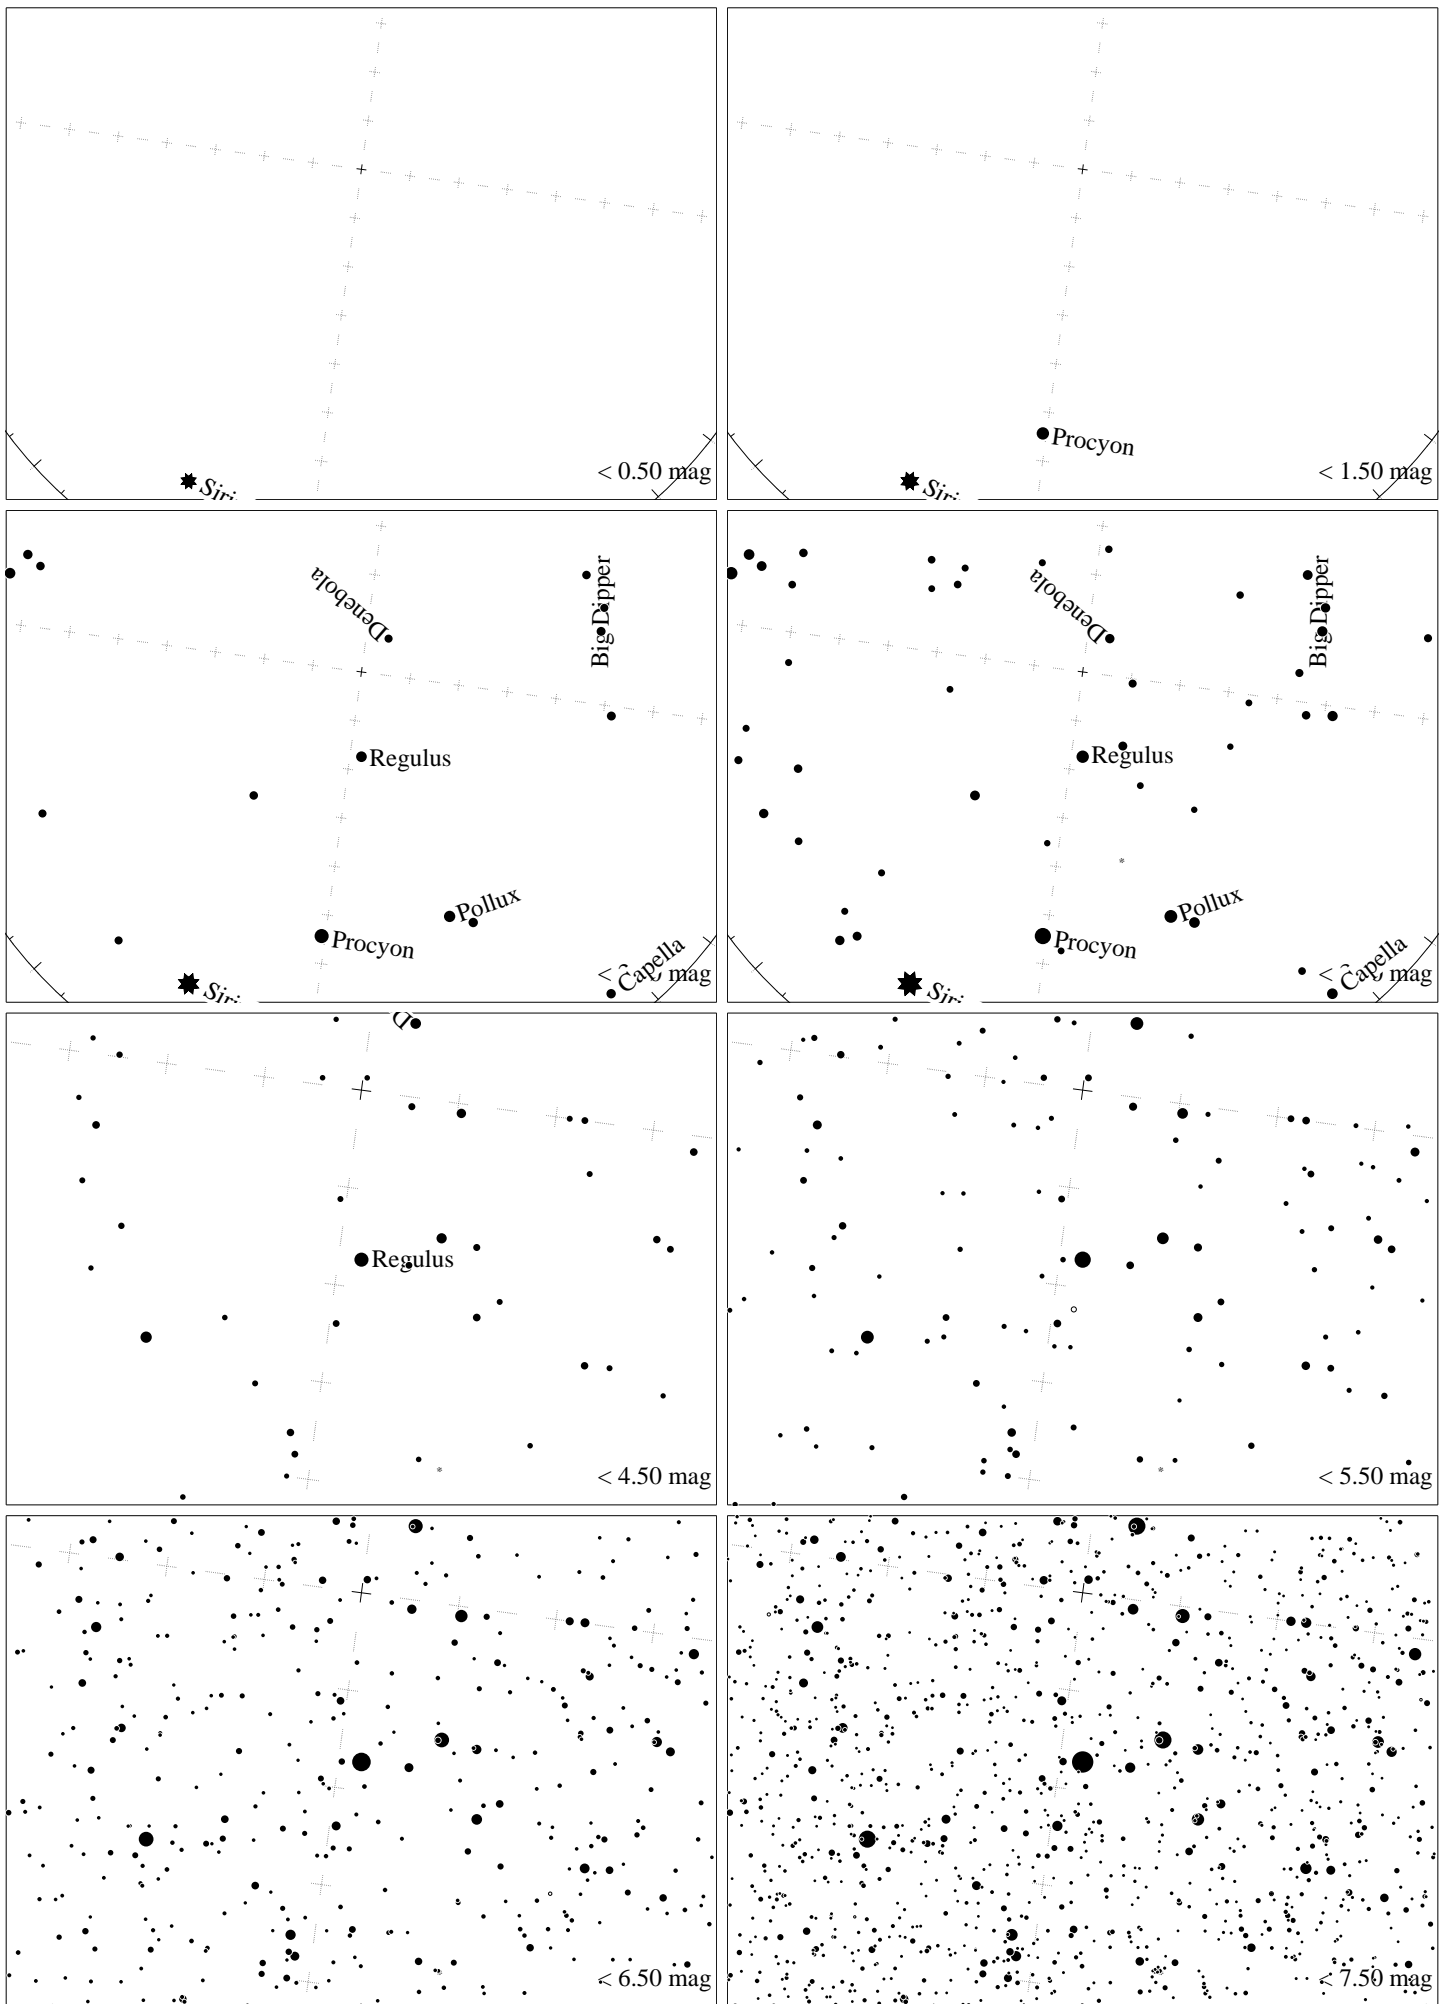 Siri
< 0.50 mag
Procyon
Siri
< 1.50 mag
Denebola
Big Dipper
Regulus
Pollux
Procyon
Siri
Capella
< mag
Denebola
Big Dipper
Regulus
Pollux
Procyon
Siri
Capella
< mag
D
Regulus
< 4.50 mag
< 5.50 mag
< 6.50 mag
< 7.50 mag